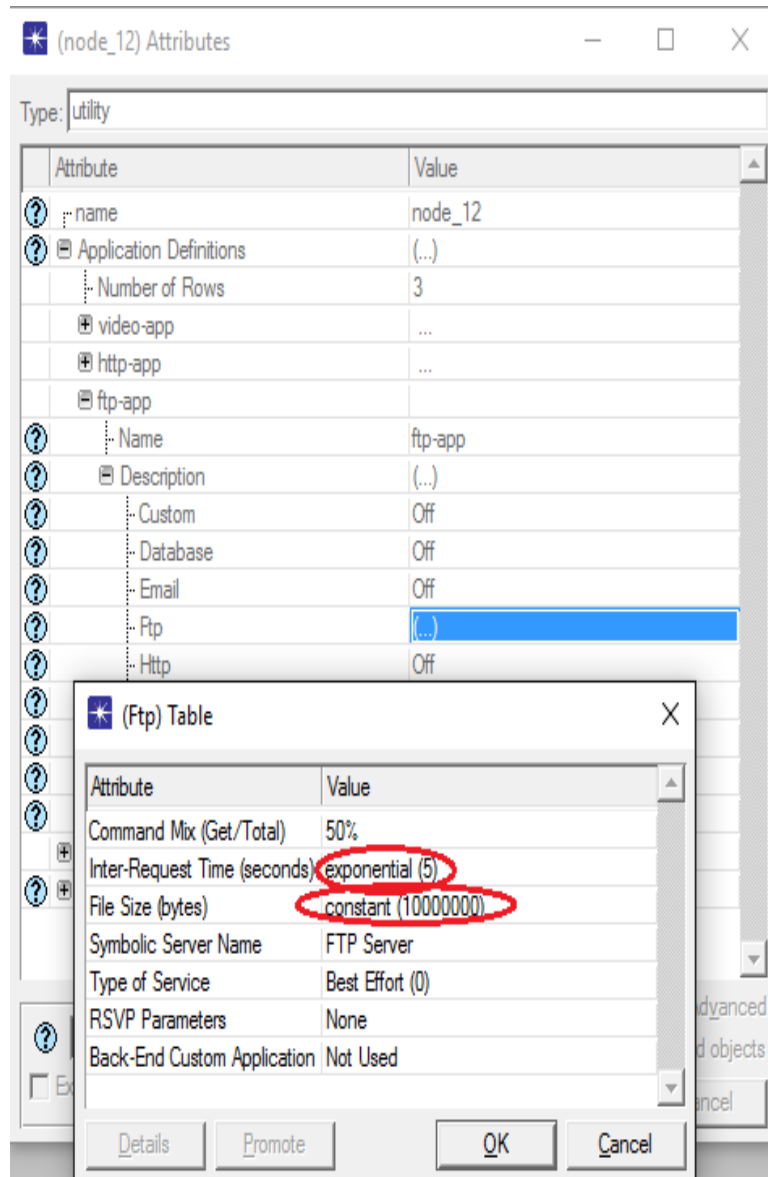 (node_12) Attributes
Type: utility
Attribute Value
name node_12
Application Definitions (...)
Number of Rows 3
video-app ...
http-app ...
ftp-app
Name ftp-app
Description (...)
Custom Off
Database Off
Email Off
Ftp (...)
Http Off
(Ftp) Table
Attribute Value
Command Mix (Get/Total) 50%
Inter-Request Time (seconds) exponential (5)
File Size (bytes) constant (10000000)
Symbolic Server Name FTP Server
Type of Service Best Effort (0)
RSVP Parameters None
Back-End Custom Application Not Used
Details Promote OK Cancel